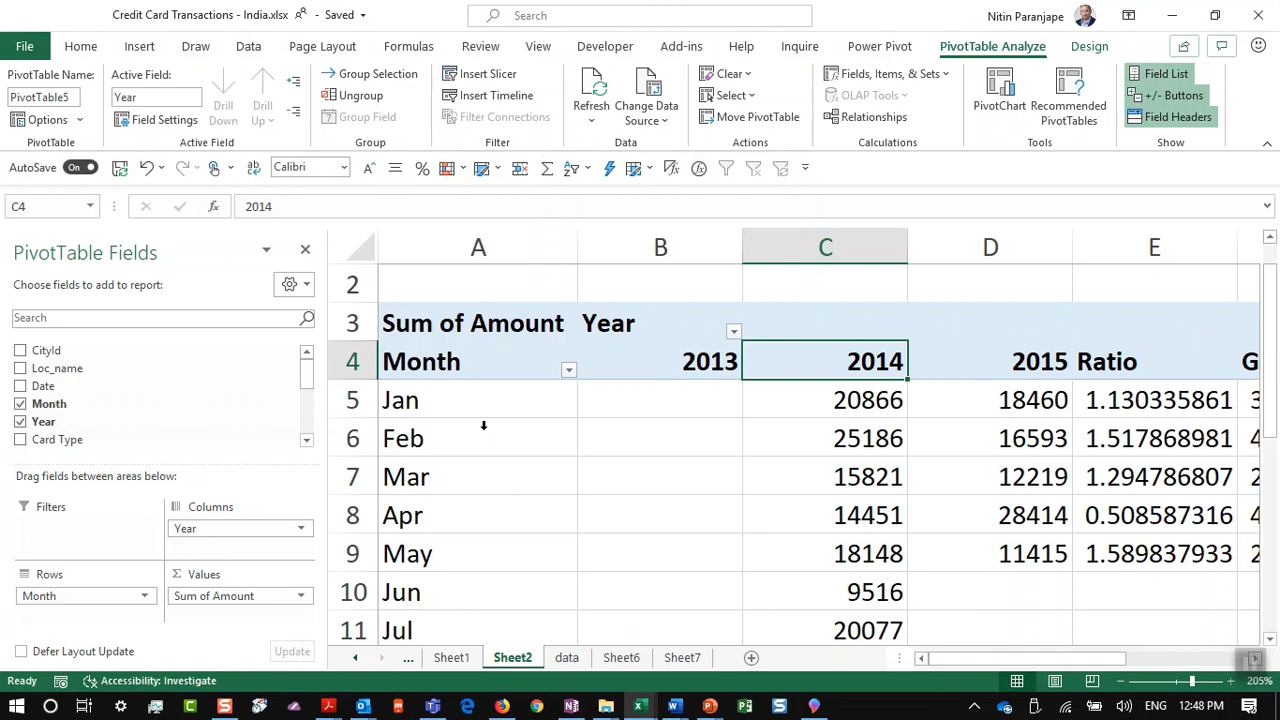 Credit Card Transactions - India.xlsx - Saved
Search
Nitin Paranjape
File Home Insert Draw Data Page Layout Formulas Review View Developer Add-ins Help Inquire Power Pivot PivotTable Analyze Design
PivotTable Name:
PivotTable5
Options
PivotTable
Active Field:
Year
Field Settings
Drill
Down
Drill
Up
Active Field
Group Selection
Ungroup
Group Field
Group
Insert Slicer
Insert Timeline
Filter Connections
Filter
Refresh
Change Data
Source
Data
Clear
Select
Move PivotTable
Actions
Fields, Items, & Sets
OLAP Tools
Relationships
Calculations
PivotChart
Recommended
PivotTables
Tools
Field List
+/- Buttons
Field Headers
Show
AutoSave On Calibri
C4 fx 2014
PivotTable Fields
Choose fields to add to report:
Search
CityId
Loc_name
Date
Month
Year
Card Type
Drag fields between areas below:
Filters
Columns
Year
Rows
Month
Σ Values
Sum of Amount
Defer Layout Update Update
A B C D E
2
3 Sum of Amount Year
4 Month 2013 2014 2015 Ratio G
5 Jan 20866 18460 1.130335861 3
6 Feb 25186 16593 1.517868981 4
7 Mar 15821 12219 1.294786807 2
8 Apr 14451 28414 0.508587316 4
9 May 18148 11415 1.589837933 2
10 Jun 9516
11 Jul 20077
... Sheet1 Sheet2 data Sheet6 Sheet7
Ready Accessibility: Investigate 205%
ENG 12:48 PM